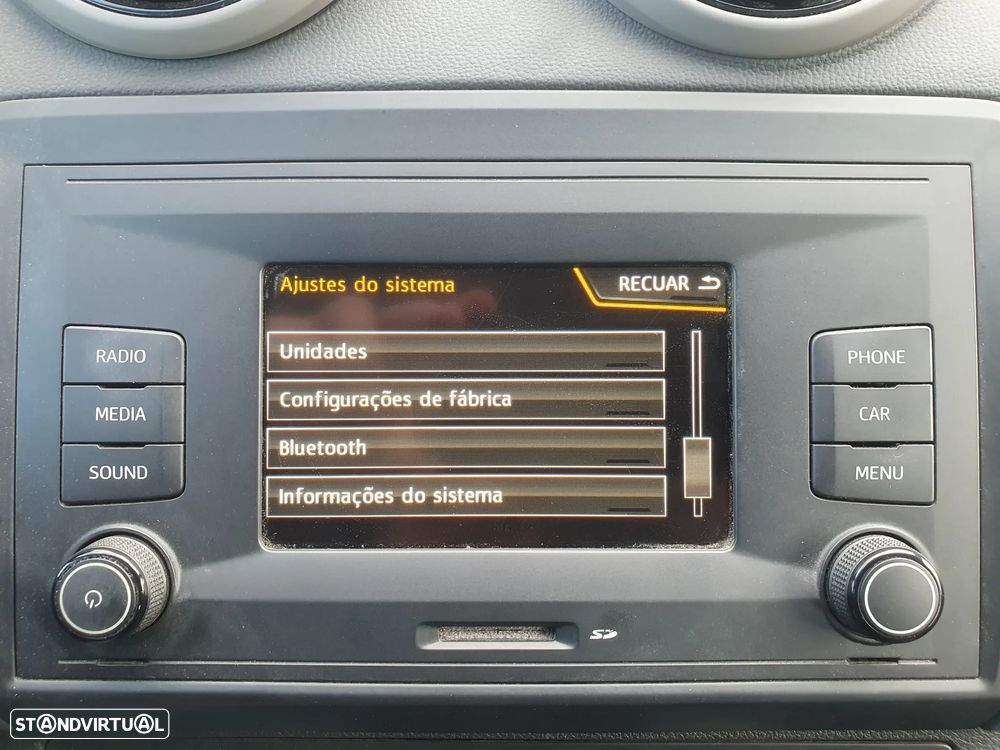 Ajustes do sistema
RECUAR
Unidades
Configurações de fábrica
Bluetooth
Informações do sistema
RADIO
MEDIA
SOUND
PHONE
CAR
MENU
SD
STANDVIRTUAL